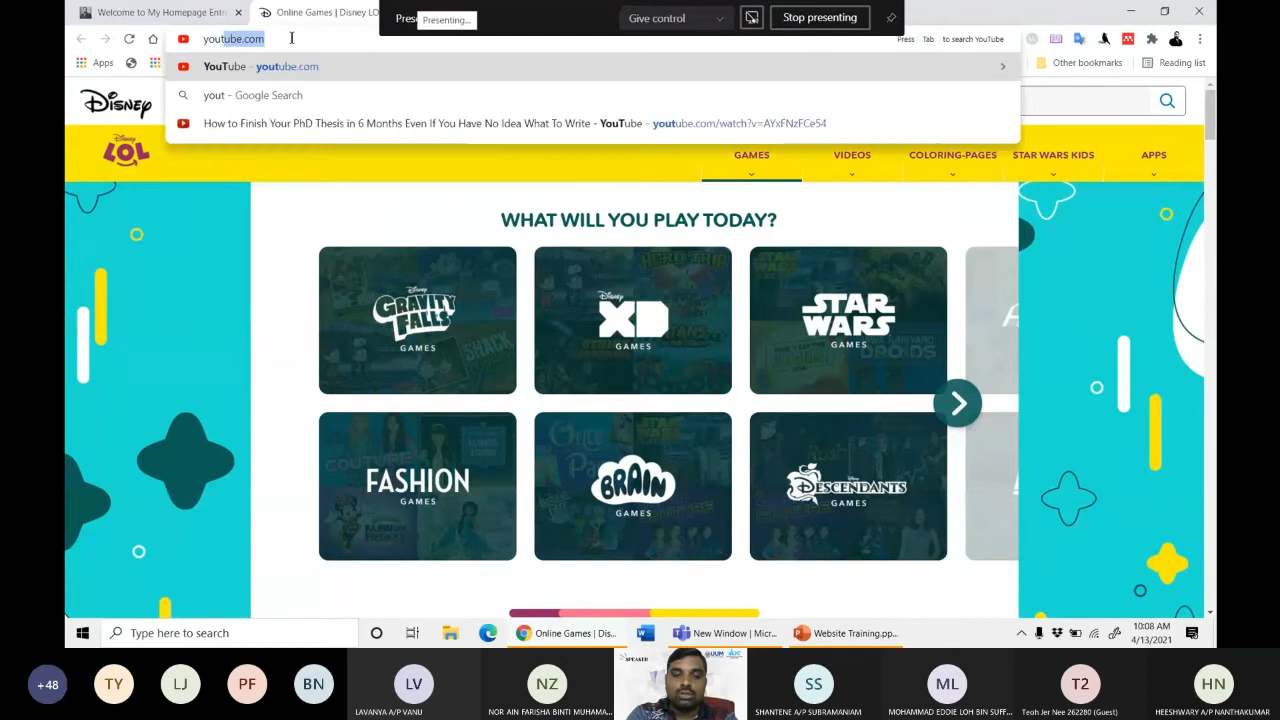 Welcome to My Homepage Entr
Online Games | Disney LO
Prese
Presenting...
Give control
Stop presenting
youtube.com
Press Tab to search YouTube
YouTube - youtube.com
yout - Google Search
How to Finish Your PhD Thesis in 6 Months Even If You Have No Idea What To Write - YouTube - youtube.com/watch?v=AYxFNzFCe54
Apps
Other bookmarks
Reading list
Disney
Disney
LOL
GAMES
VIDEOS
COLORING-PAGES
STAR WARS KIDS
APPS
WHAT WILL YOU PLAY TODAY?
Disney
GRAVITY
FALLS
GAMES
Disney
XD
GAMES
STAR
WARS
GAMES
FASHION
GAMES
BRAIN
GAMES
DESCENDANTS
GAMES
Type here to search
Online Games | Dis...
New Window | Micr...
Website Training.pp...
10:08 AM
4/13/2021
+48
TY
LJ
PF
BN
LV
LAVANYA A/P VANU
NZ
NOR AIN FARISHA BINTI MUHAMA...
SPEAKER
UUM
SS
SHANTENE A/P SUBRAMANIAM
ML
MOHAMMAD EDDIE LOH BIN SUFF...
T2
Teoh Jer Nee 262280 (Guest)
HN
HEESHWARY A/P NANTHAKUMAR